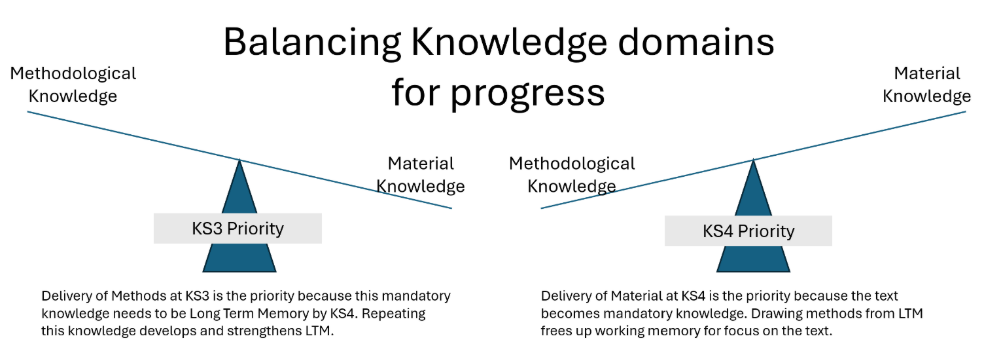 Balancing Knowledge domains
for progress
Methodological
Knowledge
Material
Knowledge
KS3 Priority
Delivery of Methods at KS3 is the priority because this mandatory
knowledge needs to be Long Term Memory by KS4. Repeating
this knowledge develops and strengthens LTM.
Material
Knowledge
Methodological
Knowledge
KS4 Priority
Delivery of Material at KS4 is the priority because the text
becomes mandatory knowledge. Drawing methods from LTM
frees up working memory for focus on the text.